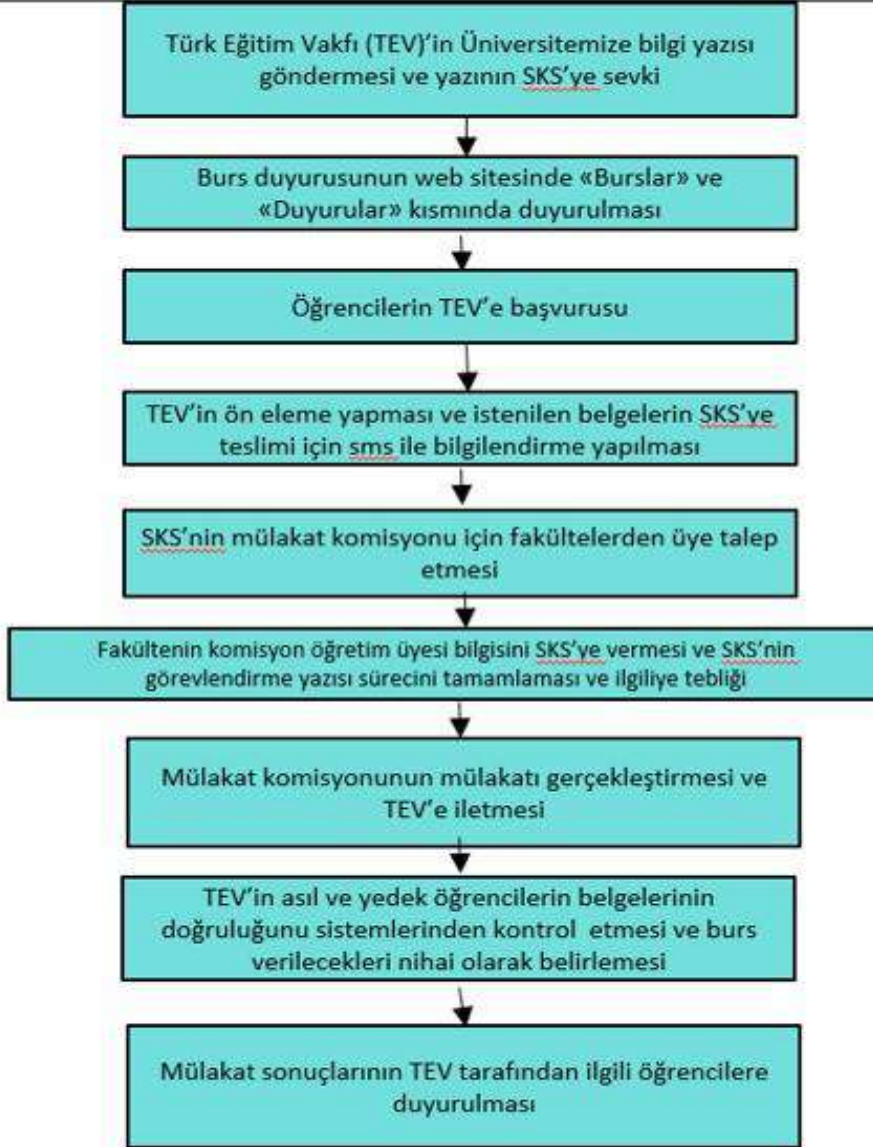 Türk Eğitim Vakfı (TEV)'in Üniversitemize bilgi yazısı
göndermesi ve yazının SKS'ye sevki
Burs duyurusunun web sitesinde «Burslar» ve
«Duyurular» kısmında duyurulması
Öğrencilerin TEV'e başvurusu
TEV'in ön eleme yapması ve istenilen belgelerin SKS'ye
teslimi için sms ile bilgilendirme yapılması
SKS'nin mülakat komisyonu için fakültelerden üye talep
etmesi
Fakültenin komisyon öğretim üyesi bilgisini SKS'ye vermesi ve SKS'nin
görevlendirme yazısı sürecini tamamlaması ve ilgiliye tebliği
Mülakat komisyonunun mülakatı gerçekleştirmesi ve
TEV'e iletmesi
TEV'in asıl ve yedek öğrencilerin belgelerinin
doğruluğunu sistemlerinden kontrol etmesi ve burs
verilecekleri nihai olarak belirlemesi
Mülakat sonuçlarının TEV tarafından ilgili öğrencilere
duyurulması